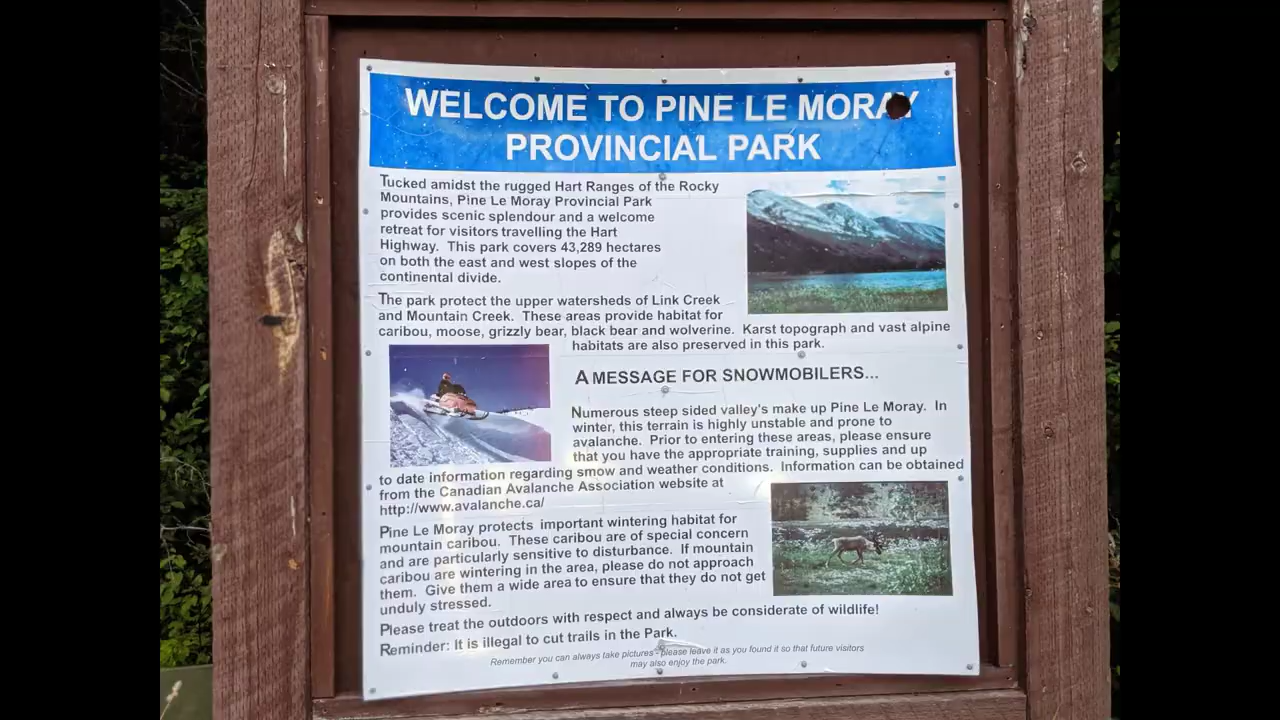 WELCOME TO PINE LE MORAY
PROVINCIAL PARK
Tucked amidst the rugged Hart Ranges of the Rocky
Mountains, Pine Le Moray Provincial Park
provides scenic splendour and a welcome
retreat for visitors travelling the Hart
Highway. This park covers 43,289 hectares
on both the east and west slopes of the
continental divide.
The park protect the upper watersheds of Link Creek
and Mountain Creek. These areas provide habitat for
caribou, moose, grizzly bear, black bear and wolverine. Karst topograph and vast alpine
habitats are also preserved in this park.
A MESSAGE FOR SNOWMOBILERS...
Numerous steep sided valley's make up Pine Le Moray. In
winter, this terrain is highly unstable and prone to
avalanche. Prior to entering these areas, please ensure
that you have the appropriate training, supplies and up
to date information regarding smow and weather conditions. Information can be obtained
from the Canadian Avalanche Association website at
http://www.avalanche.ca/
Pine Le Moray protects important wintering habitat for
mountain caribou. These caribou are of special concern
and are particularly sensitive to disturbance. If mountain
caribou are wintering in the area, please do not approach
them. Give them a wide area to ensure that they do not get
unduly stressed.
Please treat the outdoors with respect and always be considerate of wildlife!
Reminder: It is illegal to cut trails in the Park.
Remember you can always take pictures - please leave it as you found it so that future visitors
may also enjoy the park.